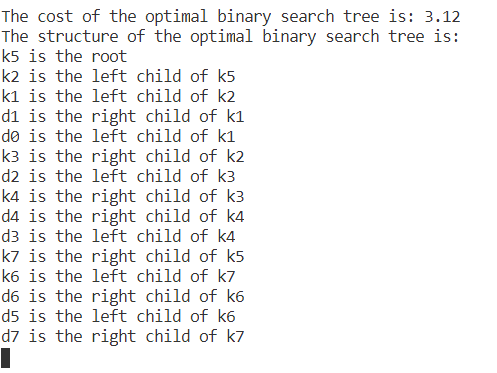 The cost of the optimal binary search tree is: 3.12
The structure of the optimal binary search tree is:
k5 is the root
k2 is the left child of k5
k1 is the left child of k2
d1 is the right child of k1
d0 is the left child of k1
k3 is the right child of k2
d2 is the left child of k3
k4 is the right child of k3
d4 is the right child of k4
d3 is the left child of k4
k7 is the right child of k5
k6 is the left child of k7
d6 is the right child of k6
d5 is the left child of k6
d7 is the right child of k7